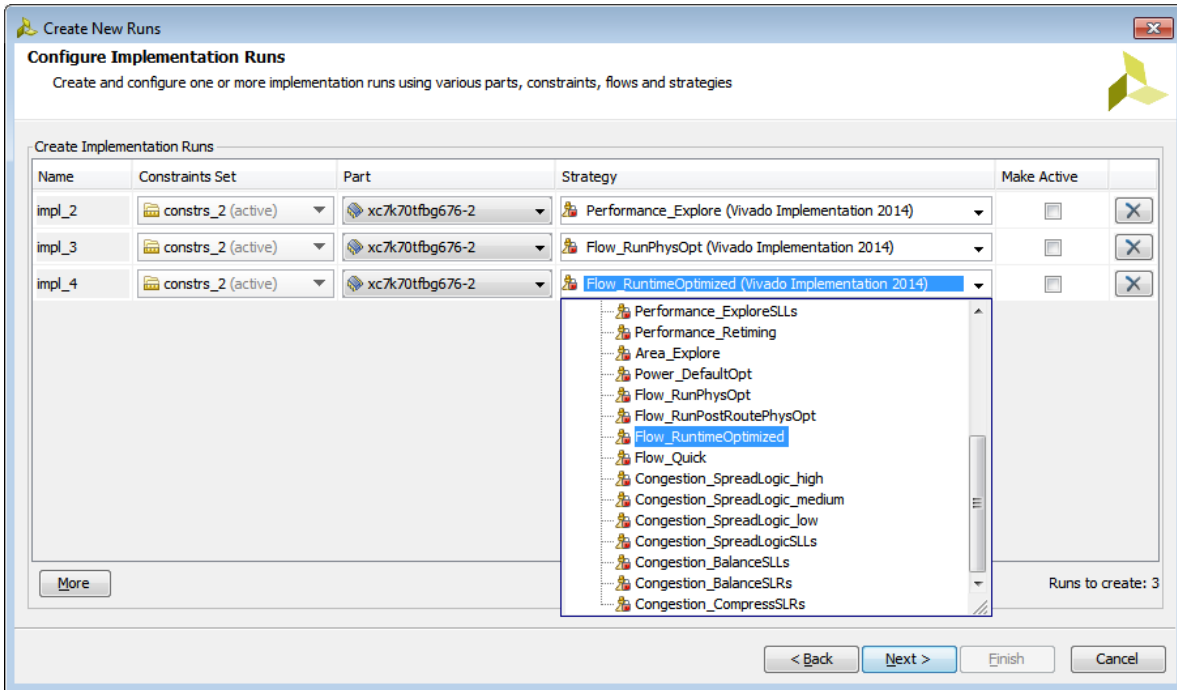 Create New Runs
Configure Implementation Runs
Create and configure one or more implementation runs using various parts, constraints, flows and strategies
Create Implementation Runs
Name Constraints Set Part Strategy Make Active
impl_2 constrs_2 (active) xc7k70tfbg676-2 Performance_Explore (Vivado Implementation 2014)
impl_3 constrs_2 (active) xc7k70tfbg676-2 Flow_RunPhysOpt (Vivado Implementation 2014)
impl_4 constrs_2 (active) xc7k70tfbg676-2 Flow_RuntimeOptimized (Vivado Implementation 2014)
Performance_ExploreSLLs
Performance_Retiming
Area_Explore
Power_DefaultOpt
Flow_RunPhysOpt
Flow_RunPostRoutePhysOpt
Flow_RuntimeOptimized
Flow_Quick
Congestion_SpreadLogic_high
Congestion_SpreadLogic_medium
Congestion_SpreadLogic_low
Congestion_SpreadLogicSLLs
Congestion_BalanceSLLs
Congestion_BalanceSLRs
Congestion_CompressSLRs
More Runs to create: 3
< Back Next > Finish Cancel